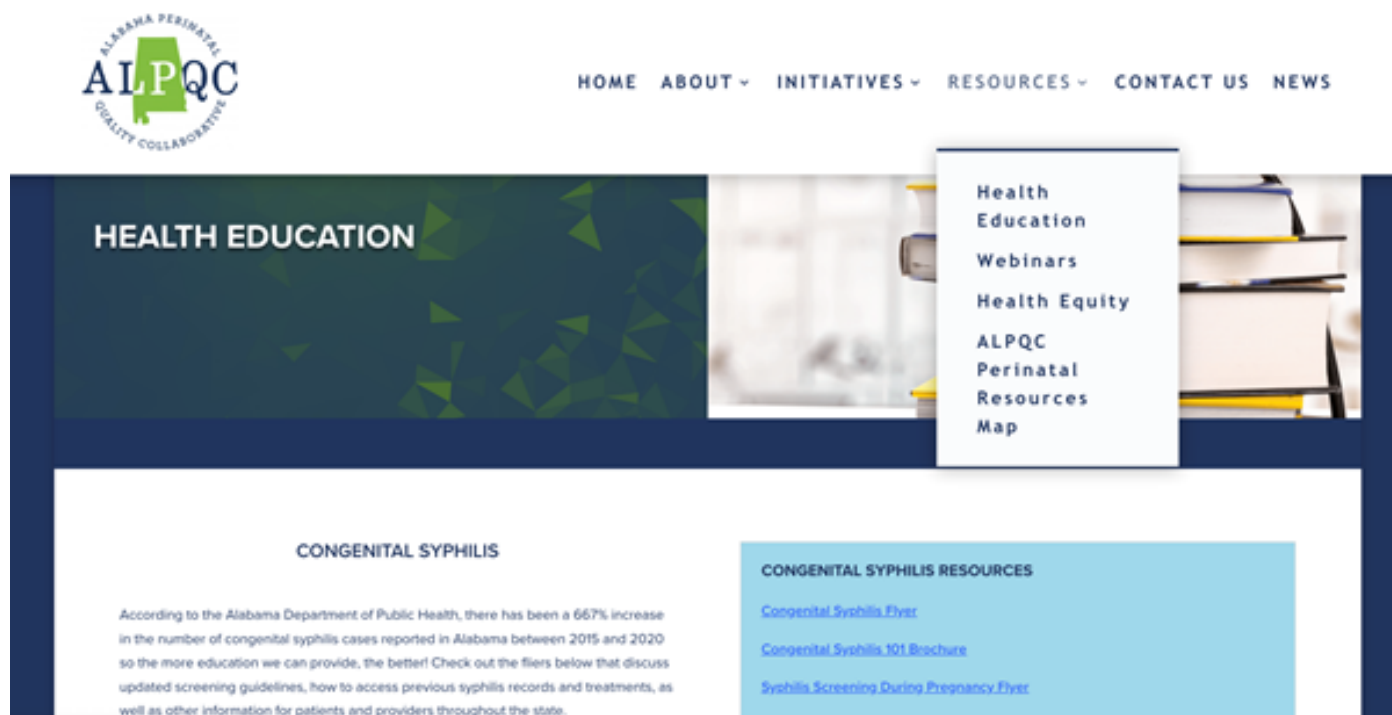 ALABAMA PERINATAL
ALPQC
QUALITY COLLABORATIVE
HOME ABOUT INITIATIVES RESOURCES CONTACT US NEWS
Health
Education
Webinars
Health Equity
ALPQC
Perinatal
Resources
Map
HEALTH EDUCATION
CONGENITAL SYPHILIS
According to the Alabama Department of Public Health, there has been a 667% increase
in the number of congenital syphilis cases reported in Alabama between 2015 and 2020
so the more education we can provide, the better! Check out the fliers below that discuss
updated screening guidelines, how to access previous syphilis records and treatments, as
well as other information for patients and providers throughout the state.
CONGENITAL SYPHILIS RESOURCES
Congenital Syphilis Flyer
Congenital Syphilis 101 Brochure
Syphilis Screening During Pregnancy Flyer